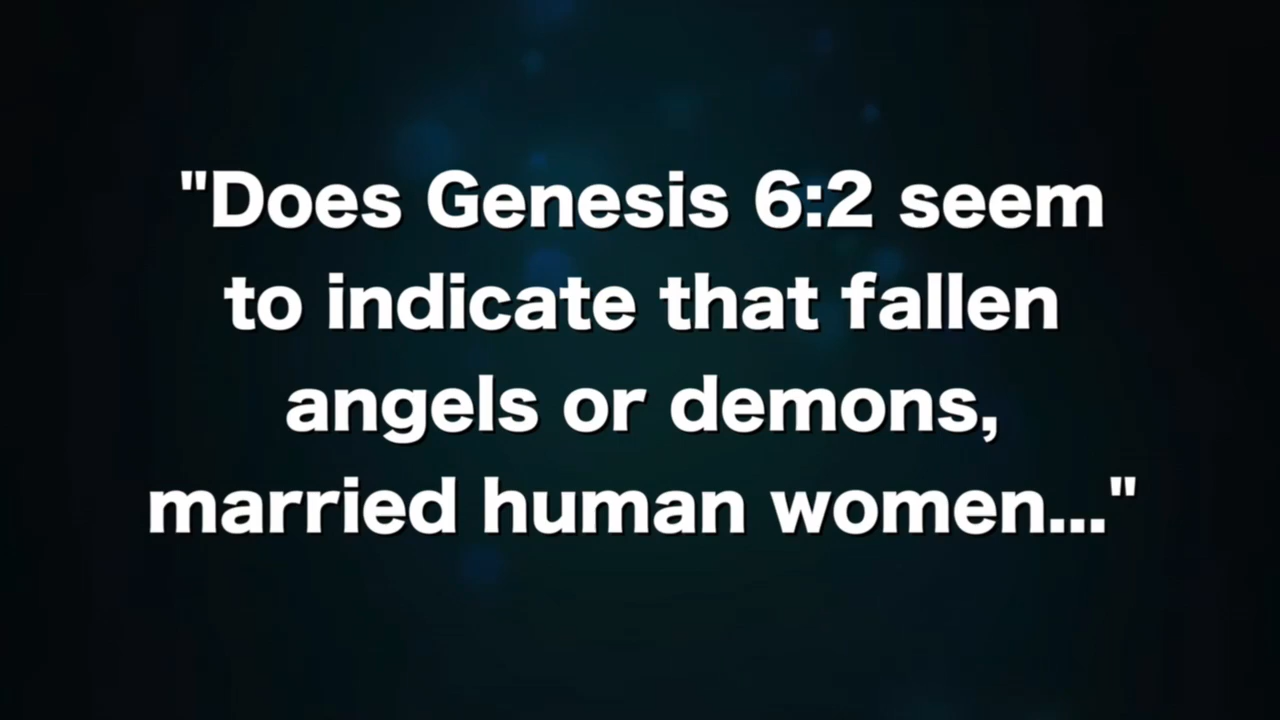 "Does Genesis 6:2 seem
to indicate that fallen
angels or demons,
married human women..."